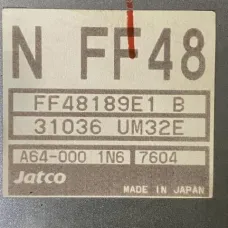 N FF48
FF48189E1 B
31036 UM32E
A64-000 1N6 7604
Jatco
MADE IN JAPAN